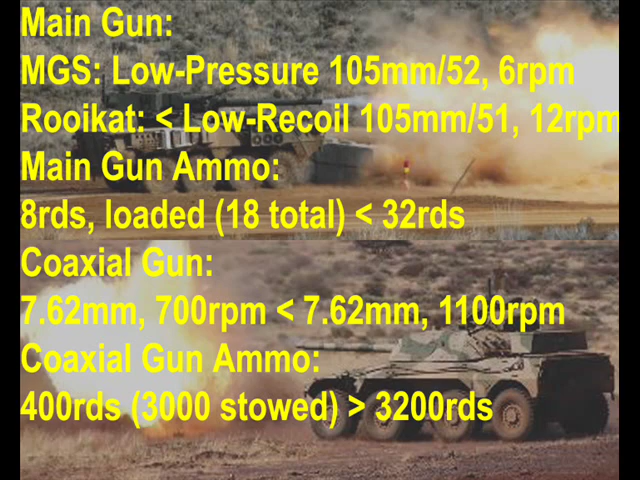 Main Gun:
MGS: Low-Pressure 105mm/52, 6rpm
Rooikat: < Low-Recoil 105mm/51, 12rpm
Main Gun Ammo:
8rds, loaded (18 total) < 32rds
Coaxial Gun:
7.62mm, 700rpm < 7.62mm, 1100rpm
Coaxial Gun Ammo:
400rds (3000 stowed) > 3200rds